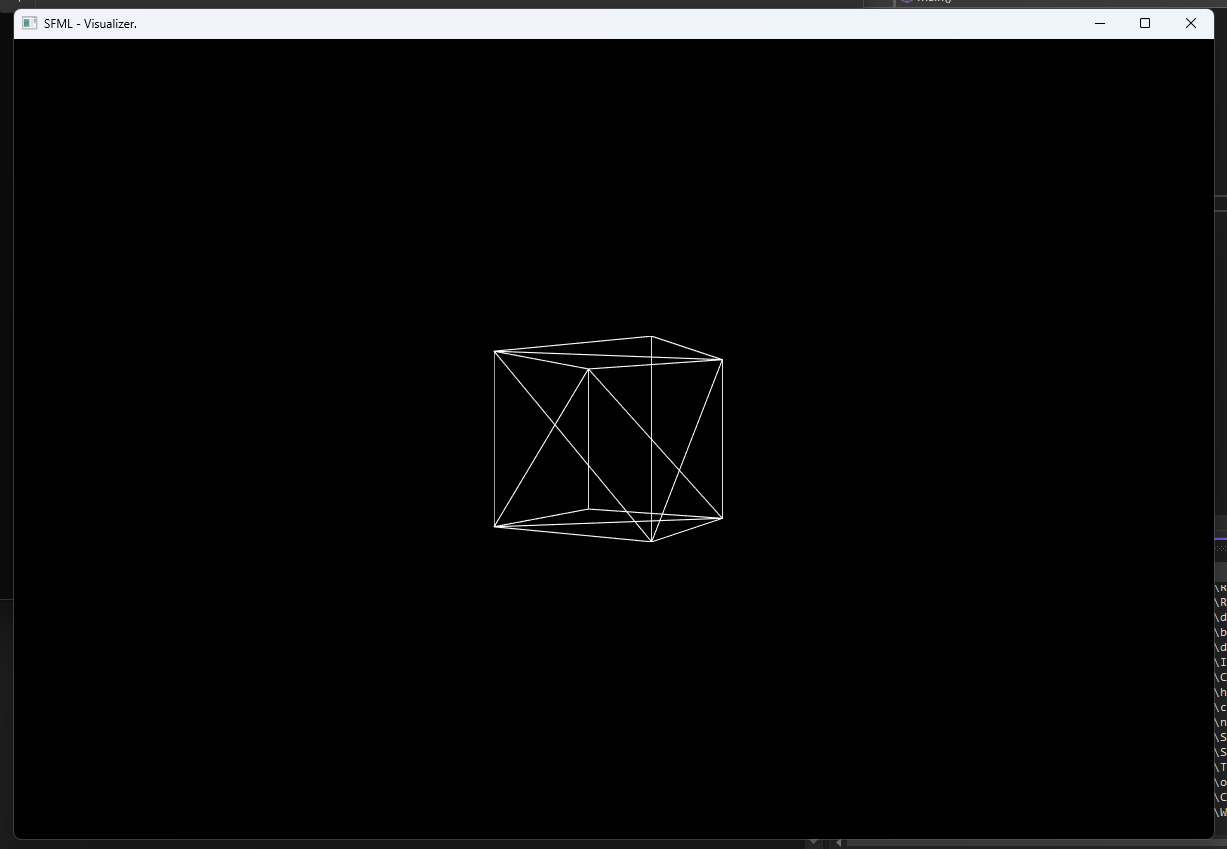 SFML - Visualizer.
\R
\R
\d
\b
\d
\I
\C
\h
\c
\n
\S
\S
\T
\o
\C
\W